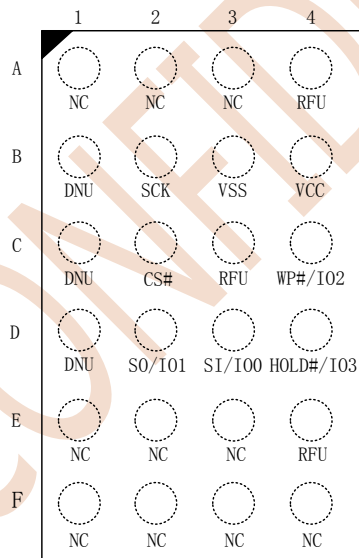 1 2 3 4
A
NC NC NC RFU
B
DNU SCK VSS VCC
C
DNU CS# RFU WP#/IO2
D
DNU SO/IO1 SI/IO0 HOLD#/IO3
E
NC NC NC RFU
F
NC NC NC NC